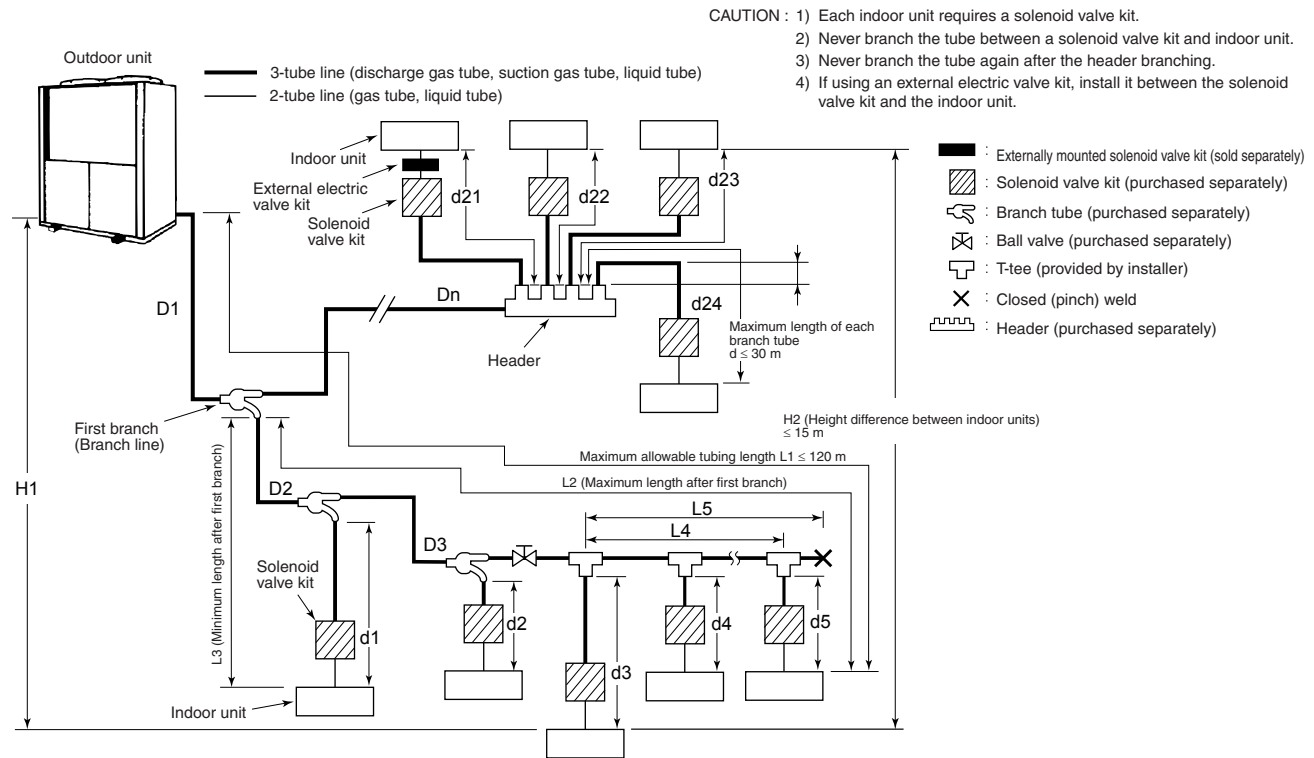 CAUTION : 1) Each indoor unit requires a solenoid valve kit.
2) Never branch the tube between a solenoid valve kit and indoor unit.
3) Never branch the tube again after the header branching.
4) If using an external electric valve kit, install it between the solenoid
valve kit and the indoor unit.
Outdoor unit
3-tube line (discharge gas tube, suction gas tube, liquid tube)
2-tube line (gas tube, liquid tube)
Indoor unit
External electric
valve kit
Solenoid
valve kit
d21
d22
d23
: Externally mounted solenoid valve kit (sold separately)
: Solenoid valve kit (purchased separately)
: Branch tube (purchased separately)
: Ball valve (purchased separately)
: T-tee (provided by installer)
: Closed (pinch) weld
: Header (purchased separately)
D1
Dn
Header
d24
Maximum length of each
branch tube
d ≤ 30 m
First branch
(Branch line)
H2 (Height difference between indoor units)
≤ 15 m
Maximum allowable tubing length L1 ≤ 120 m
L2 (Maximum length after first branch)
H1
L3 (Minimum length after first branch)
D2
L5
L4
D3
Solenoid
valve kit
d1
d2
d3
d4
d5
Indoor unit